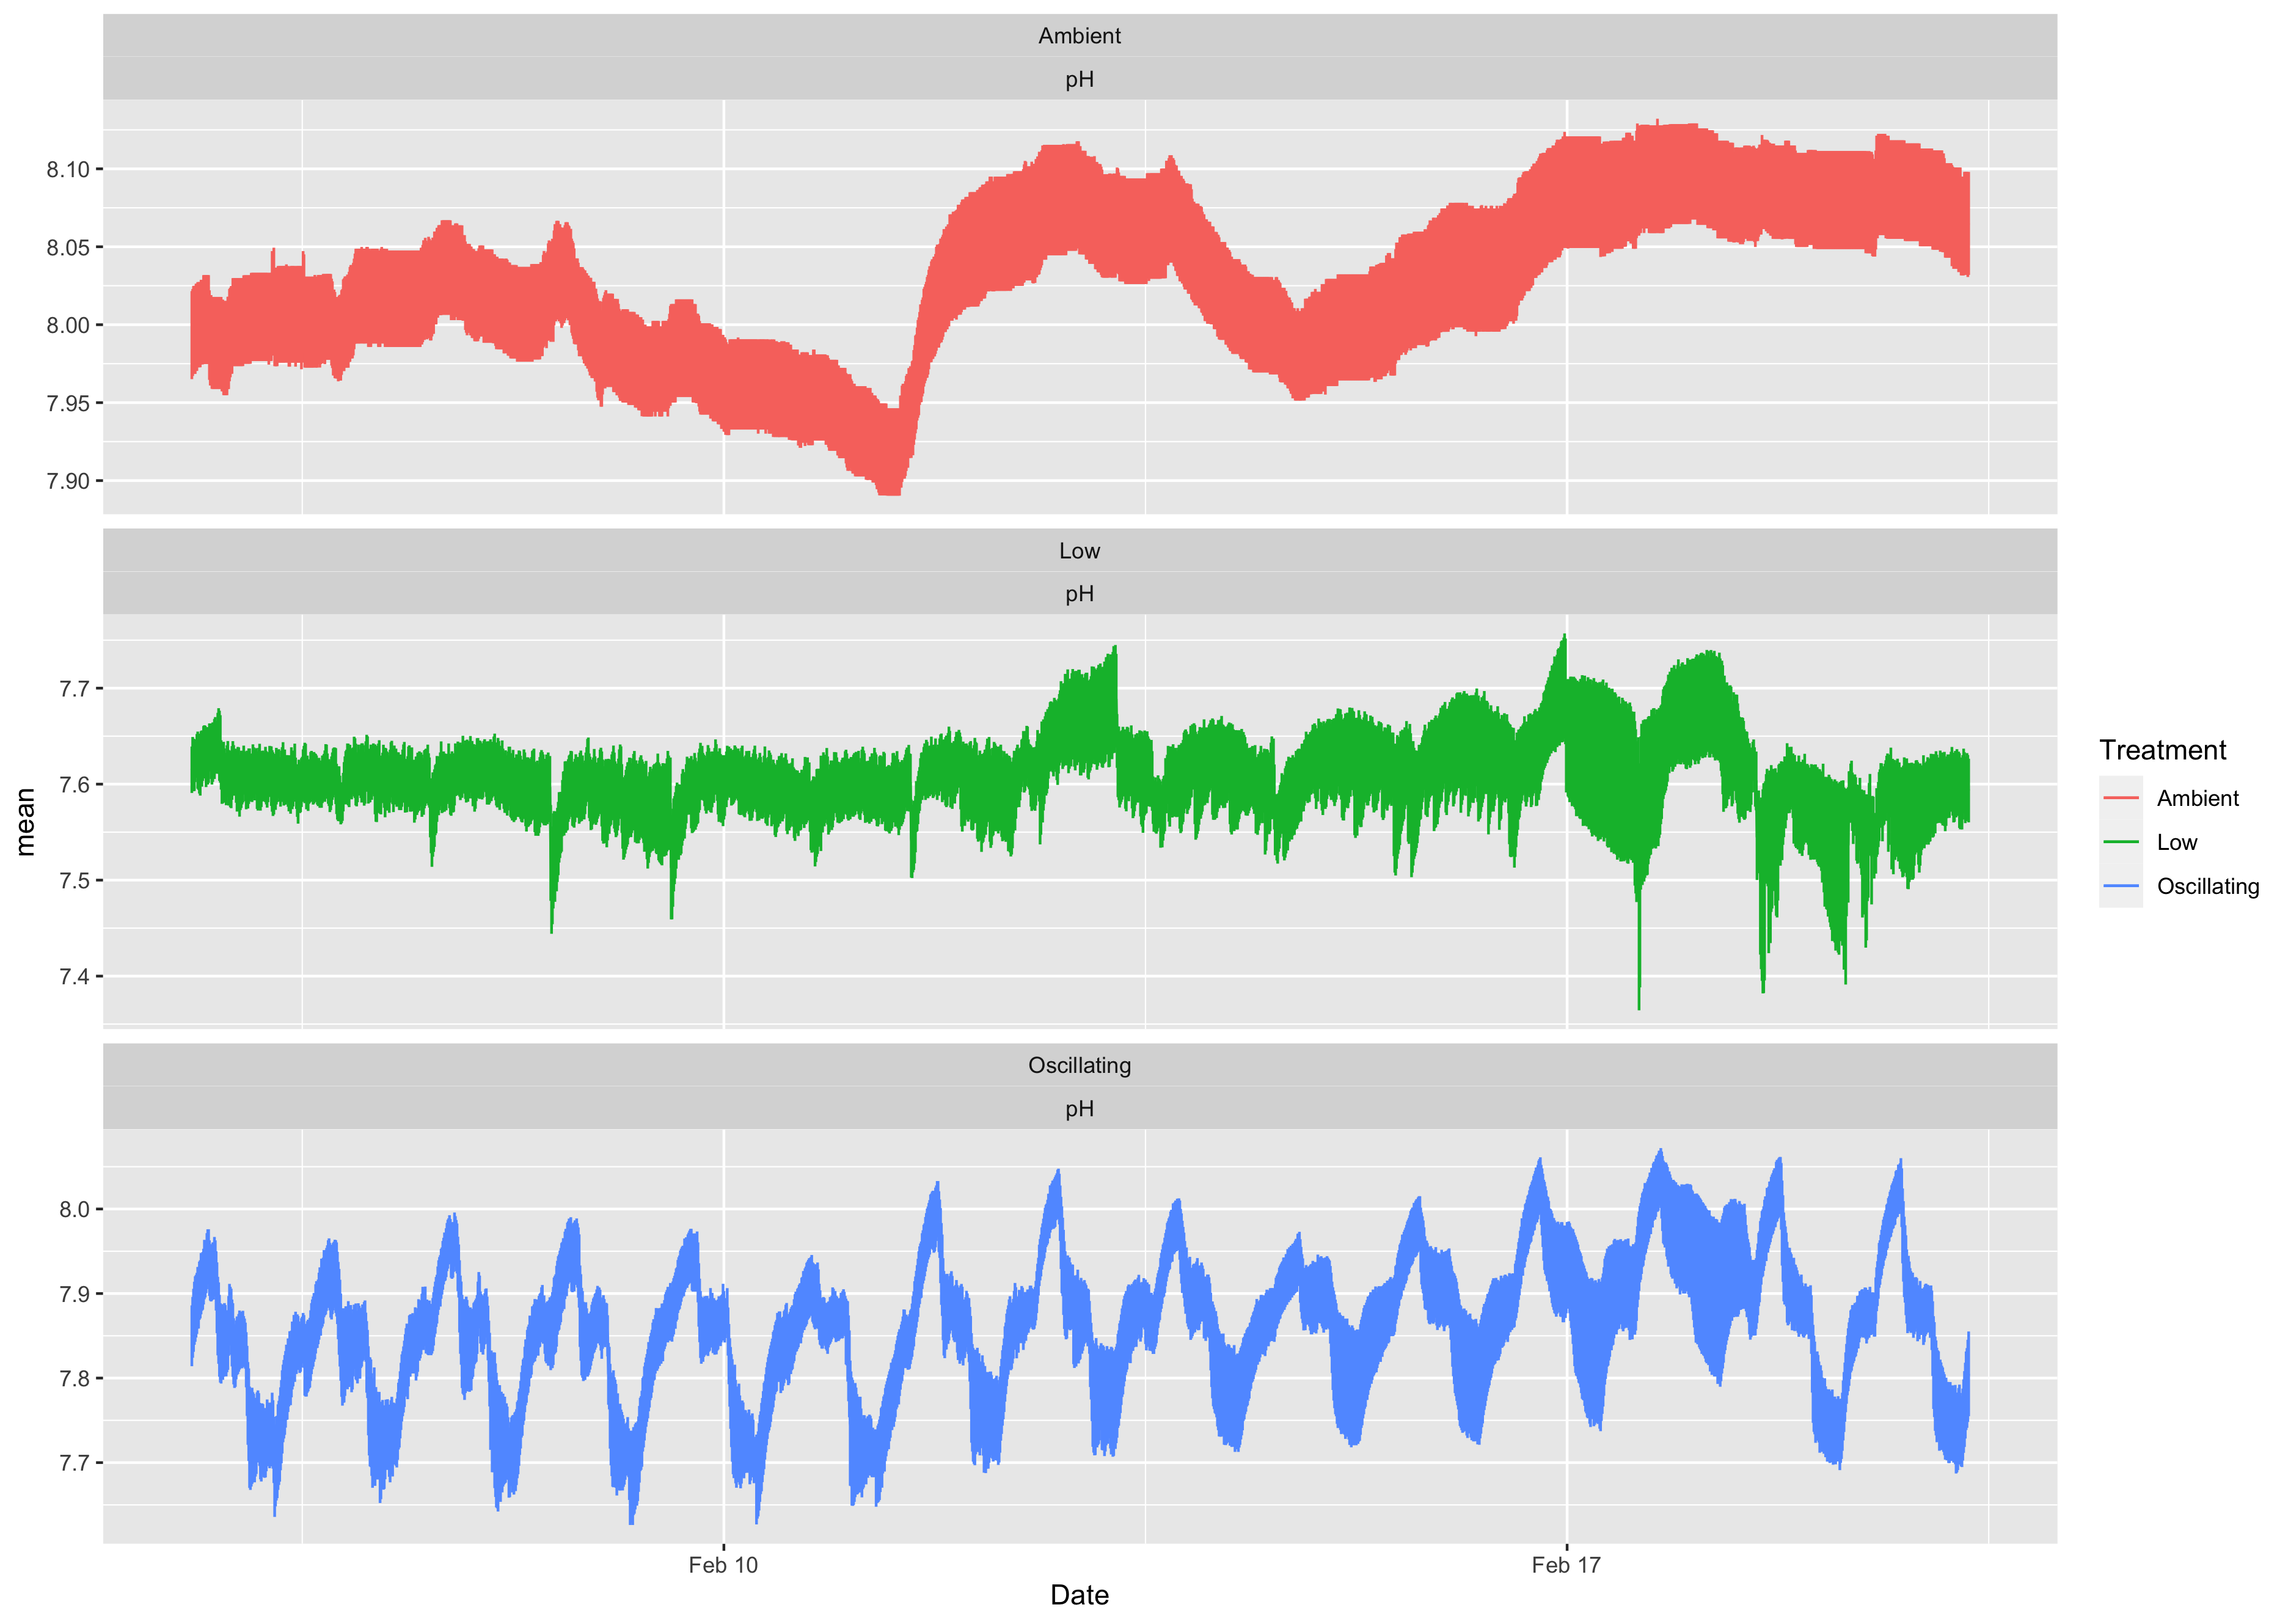 Ambient
pH
8.10
8.05
8.00
7.95
7.90
Low
pH
7.7
7.6
7.5
7.4
Oscillating
pH
8.0
7.9
7.8
7.7
Feb 10
Feb 17
Date
mean
Treatment
Ambient
Low
Oscillating